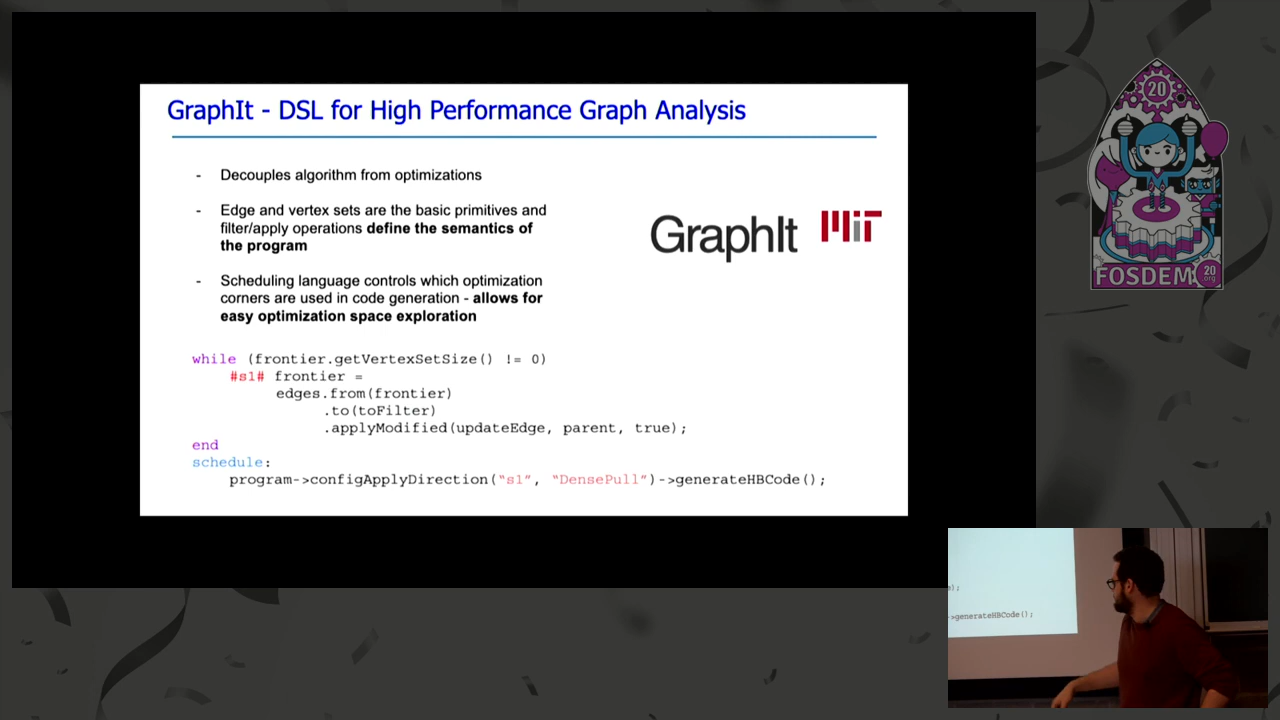 GraphIt - DSL for High Performance Graph Analysis
- Decouples algorithm from optimizations
- Edge and vertex sets are the basic primitives and
filter/apply operations define the semantics of
the program
- Scheduling language controls which optimization
corners are used in code generation - allows for
easy optimization space exploration
GraphIt MIT
while (frontier.getVertexSetSize() != 0)
#s1# frontier =
edges.from(frontier)
.to(toFilter)
.applyModified(updateEdge, parent, true);
end
schedule:
program->configApplyDirection("s1", "DensePull")->generateHBCode();
20
FOSDEM 20
.org
);
>generateHBCode();